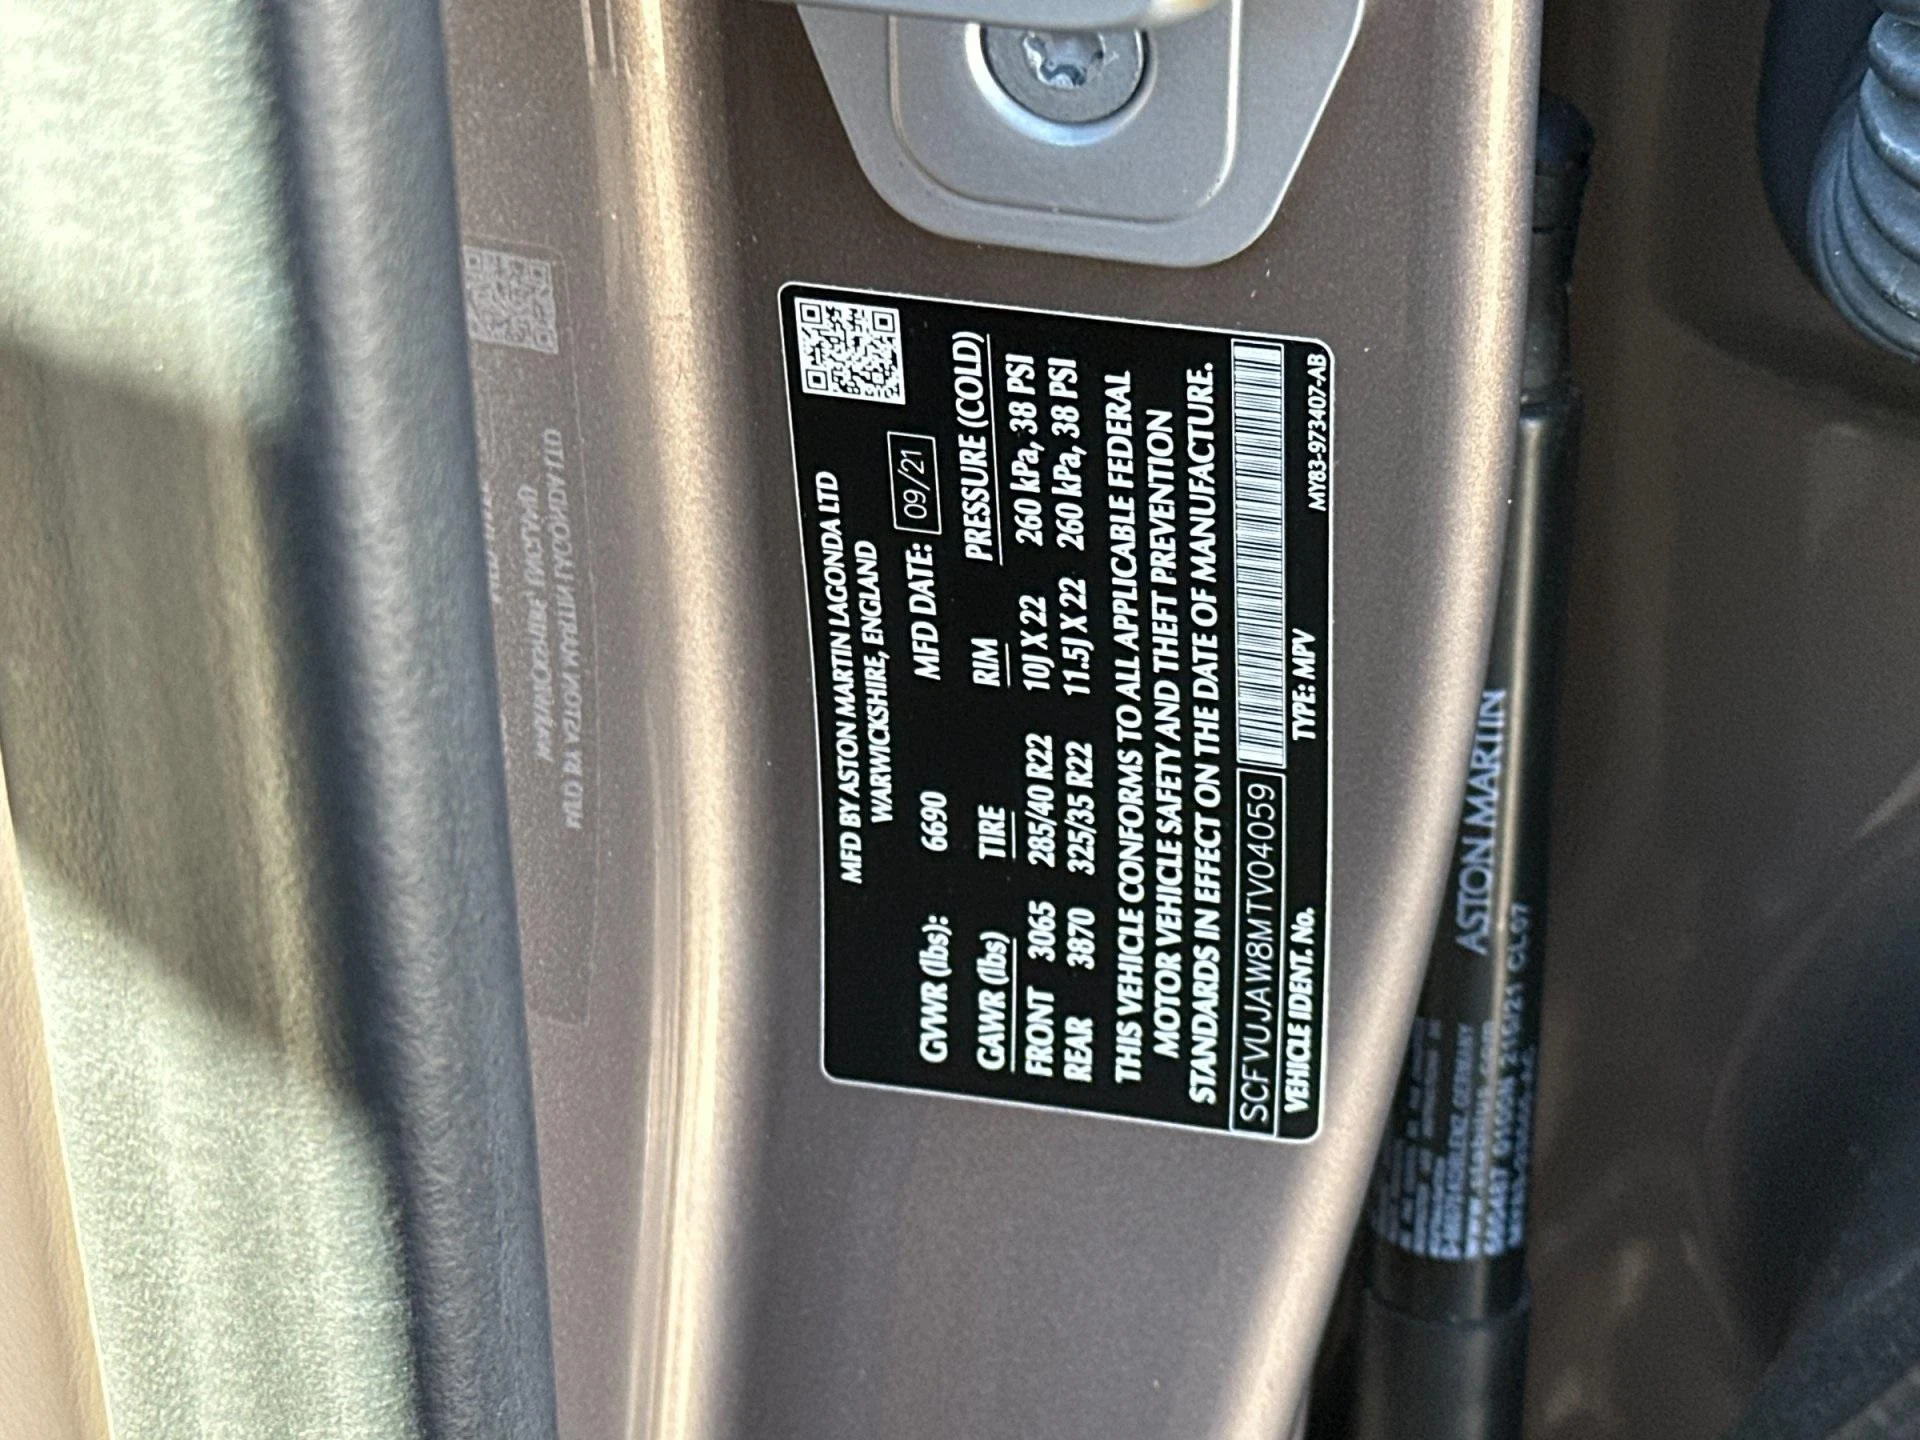 MFD BY ASTON MARTIN LAGONDA LTD
WARWICKSHIRE, ENGLAND
GVWR (lbs): 6690 MFD DATE: 09/21
GAWR (lbs) TIRE RIM PRESSURE (COLD)
FRONT 3065 285/40 R22 10J X 22 260 kPa, 38 PSI
REAR 3870 325/35 R22 11.5J X 22 260 kPa, 38 PSI
THIS VEHICLE CONFORMS TO ALL APPLICABLE FEDERAL
MOTOR VEHICLE SAFETY AND THEFT PREVENTION
STANDARDS IN EFFECT ON THE DATE OF MANUFACTURE.
SCFVUJAW8MTV04059
VEHICLE IDENT. No. TYPE: MPV MY83-973407-AB
ASTON MARTIN